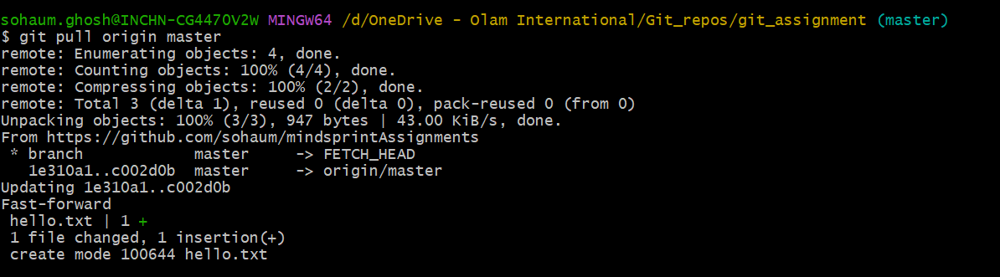 sohaum.ghosh@INCHN-CG4470V2W MINGW64 /d/OneDrive - Olam International/Git_repos/git_assignment (master)
$ git pull origin master
remote: Enumerating objects: 4, done.
remote: Counting objects: 100% (4/4), done.
remote: Compressing objects: 100% (2/2), done.
remote: Total 3 (delta 1), reused 0 (delta 0), pack-reused 0 (from 0)
Unpacking objects: 100% (3/3), 947 bytes | 43.00 KiB/s, done.
From https://github.com/sohaum/mindsprintAssignments
 * branch            master     -> FETCH_HEAD
   1e310a1..c002d0b  master     -> origin/master
Updating 1e310a1..c002d0b
Fast-forward
 hello.txt | 1 +
 1 file changed, 1 insertion(+)
 create mode 100644 hello.txt